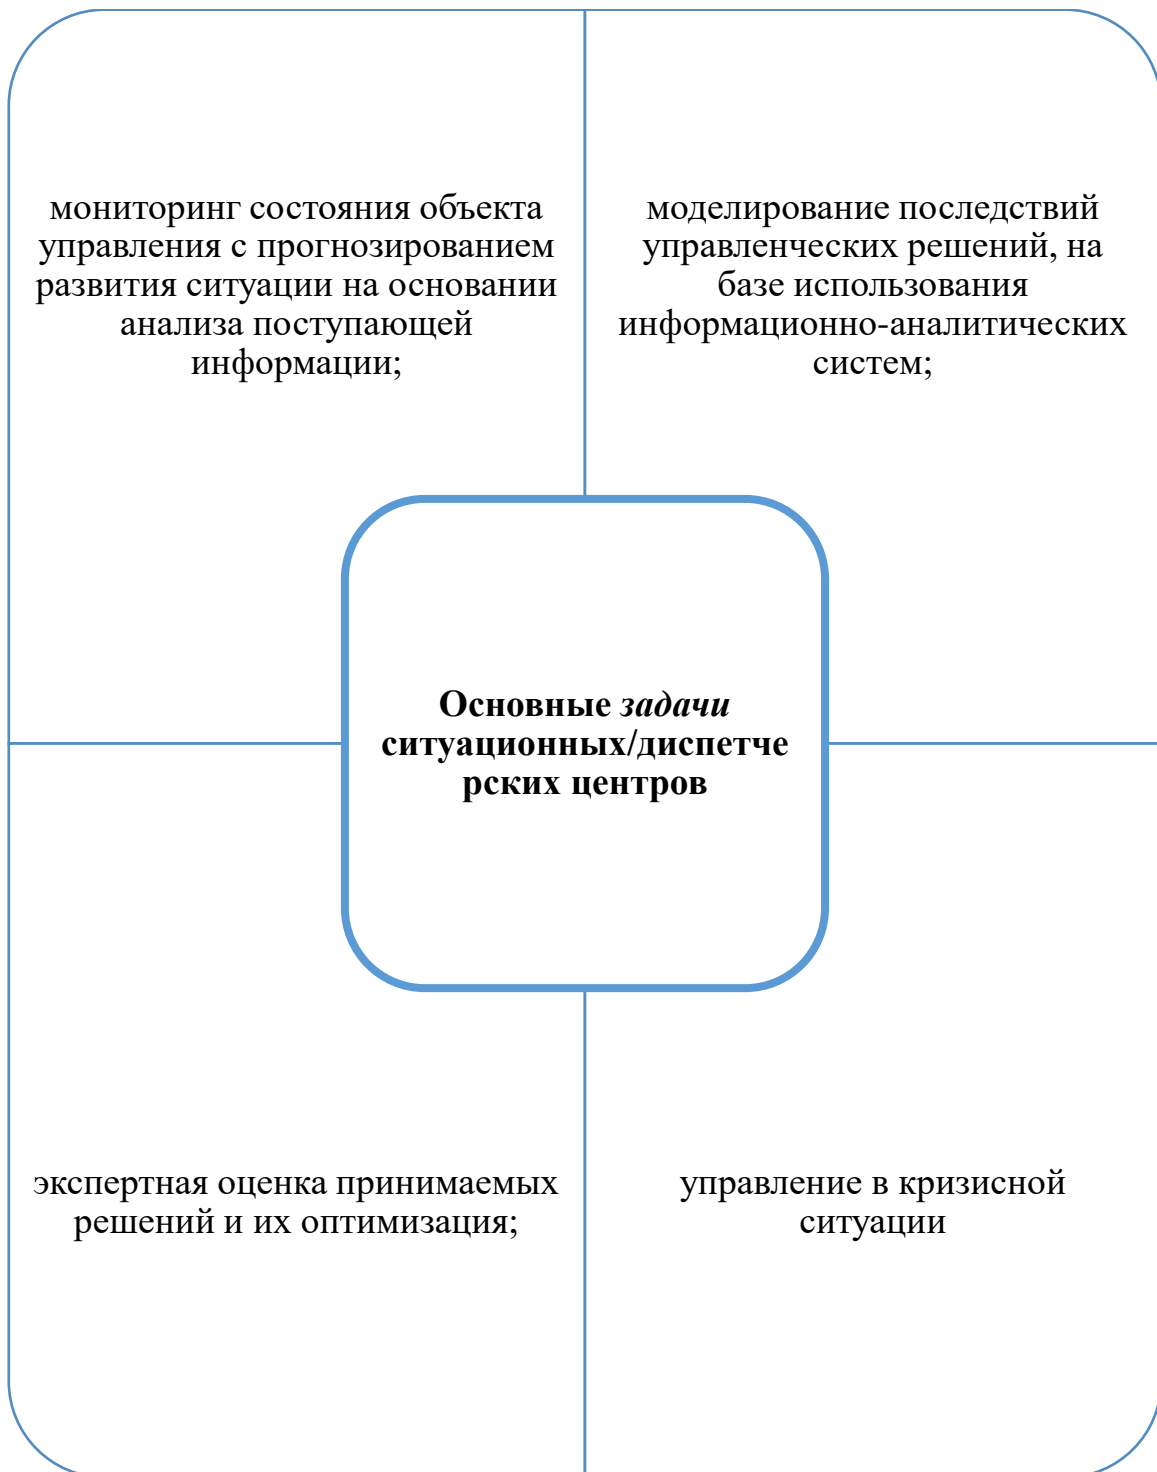 мониторинг состояния объекта
управления с прогнозированием
развития ситуации на основании
анализа поступающей
информации;
моделирование последствий
управленческих решений, на
базе использования
информационно-аналитических
систем;
Основные задачи
ситуационных/диспетче
рских центров
экспертная оценка принимаемых
решений и их оптимизация;
управление в кризисной
ситуации